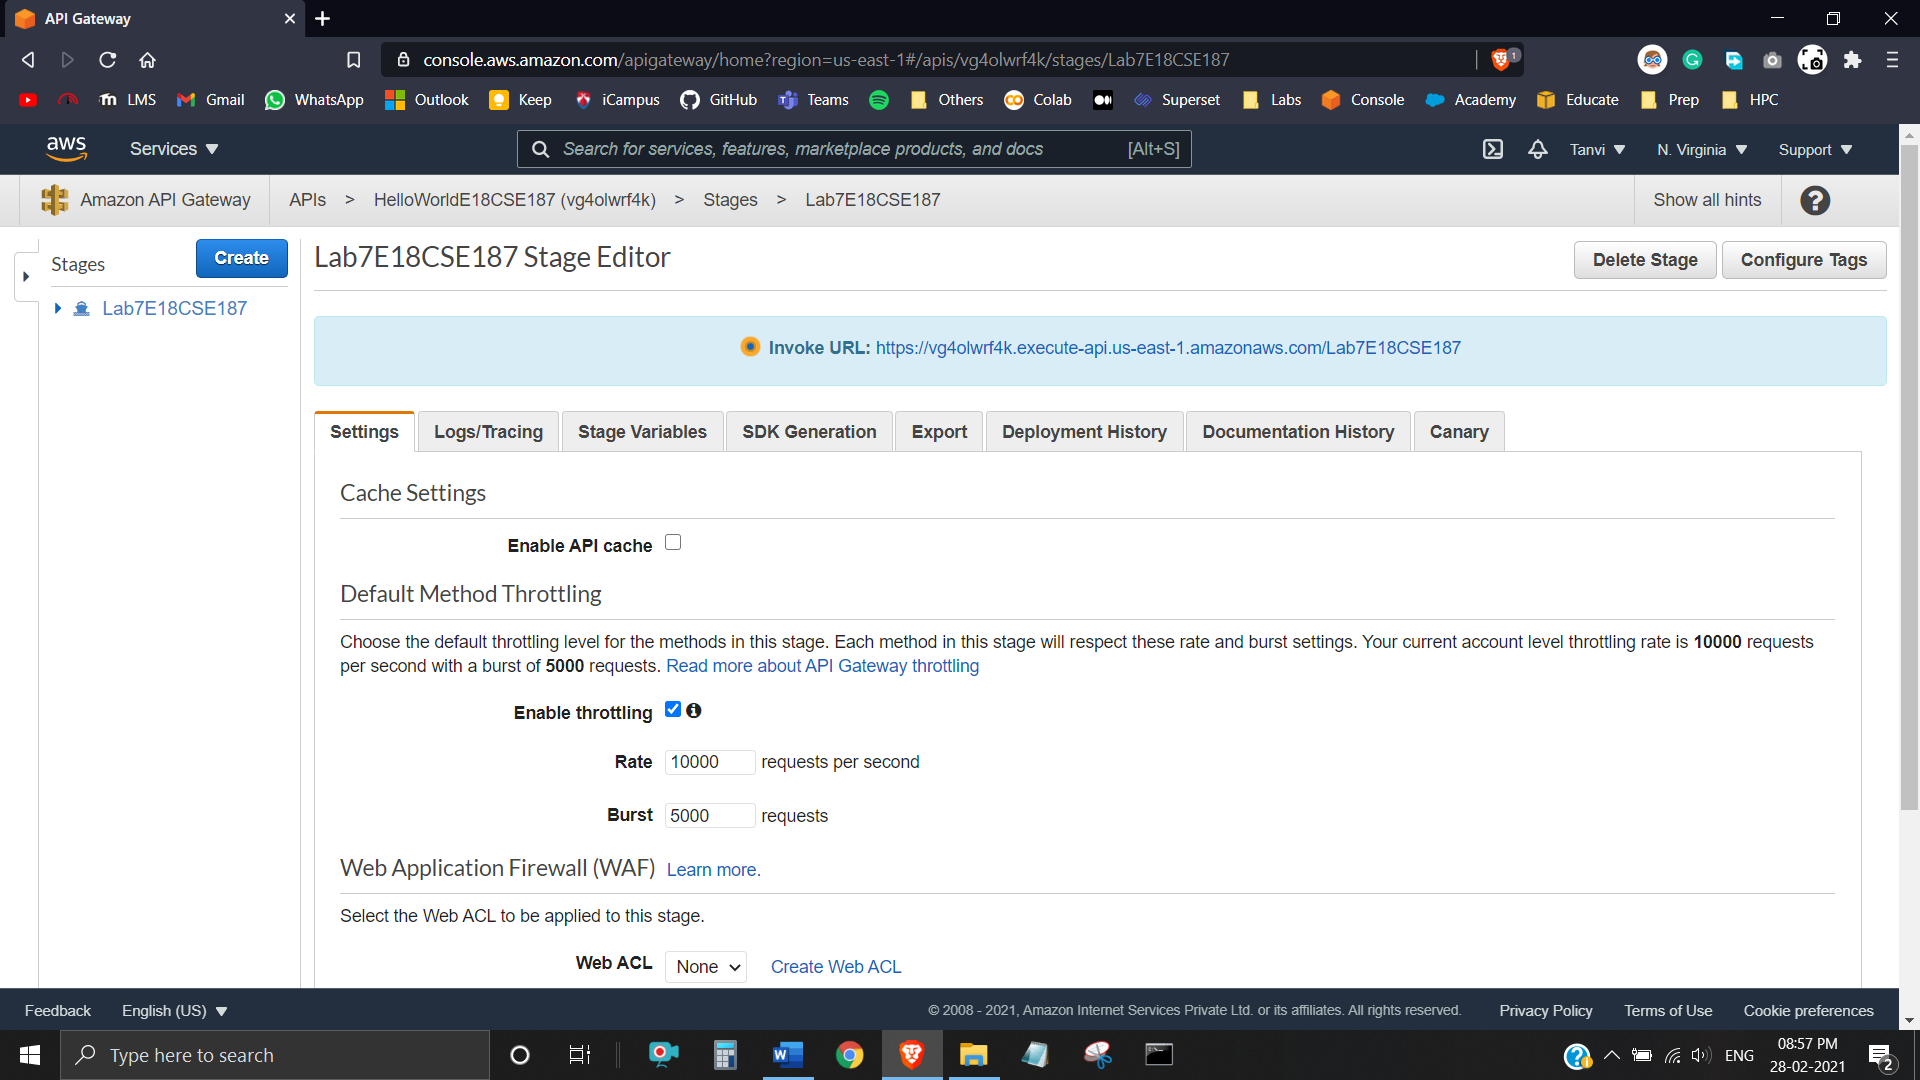 API Gateway
console.aws.amazon.com/apigateway/home?region=us-east-1#/apis/vg4olwrf4k/stages/Lab7E18CSE187
1
LMS Gmail WhatsApp Outlook Keep iCampus GitHub Teams Others Colab Superset Labs Console Academy Educate Prep HPC
aws Services Search for services, features, marketplace products, and docs [Alt+S] Tanvi N. Virginia Support
Amazon API Gateway APIs > HelloWorldE18CSE187 (vg4olwrf4k) > Stages > Lab7E18CSE187 Show all hints ?
Stages Create
Lab7E18CSE187
Lab7E18CSE187 Stage Editor
Delete Stage Configure Tags
Invoke URL: https://vg4olwrf4k.execute-api.us-east-1.amazonaws.com/Lab7E18CSE187
Settings Logs/Tracing Stage Variables SDK Generation Export Deployment History Documentation History Canary
Cache Settings
Enable API cache
Default Method Throttling
Choose the default throttling level for the methods in this stage. Each method in this stage will respect these rate and burst settings. Your current account level throttling rate is 10000 requests
per second with a burst of 5000 requests. Read more about API Gateway throttling
Enable throttling
Rate 10000 requests per second
Burst 5000 requests
Web Application Firewall (WAF) Learn more.
Select the Web ACL to be applied to this stage.
Web ACL None Create Web ACL
Feedback English (US) © 2008 - 2021, Amazon Internet Services Private Ltd. or its affiliates. All rights reserved. Privacy Policy Terms of Use Cookie preferences
Type here to search
ENG
08:57 PM
28-02-2021
2